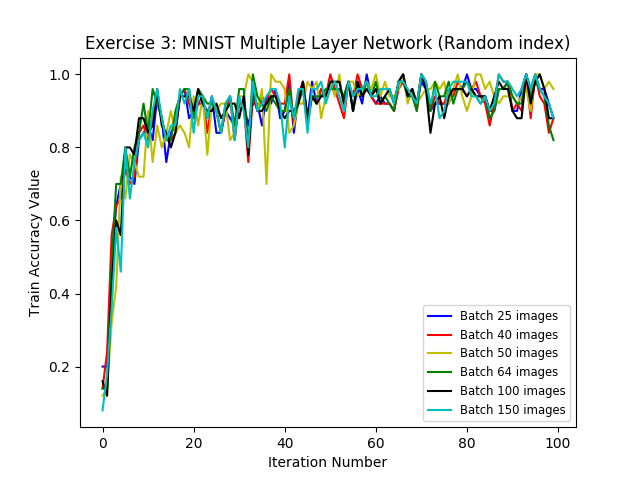 Exercise 3: MNIST Multiple Layer Network (Random index)
Train Accuracy Value
1.0
0.8
0.6
0.4
0.2
Batch 25 images
Batch 40 images
Batch 50 images
Batch 64 images
Batch 100 images
Batch 150 images
0 20 40 60 80 100
Iteration Number